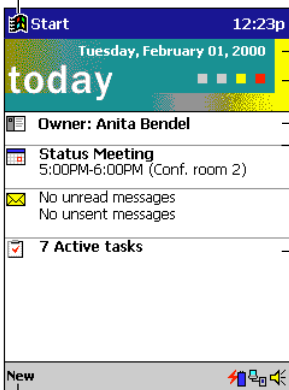 Start 12:23p
Tuesday, February 01, 2000
today
Owner: Anita Bendel
Status Meeting
5:00PM-6:00PM (Conf. room 2)
No unread messages
No unsent messages
7 Active tasks
New